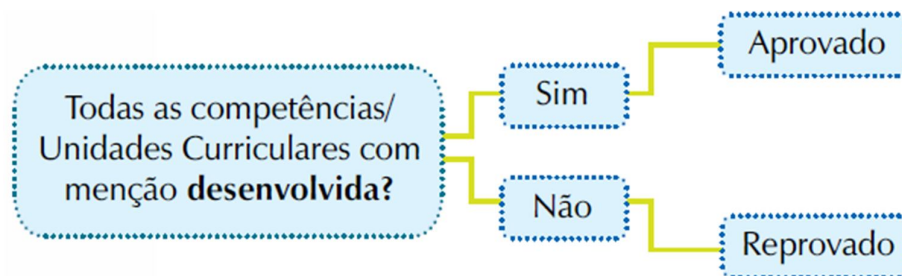 Todas as competências/
Unidades Curriculares com
menção desenvolvida?
Sim
Aprovado
Não
Reprovado